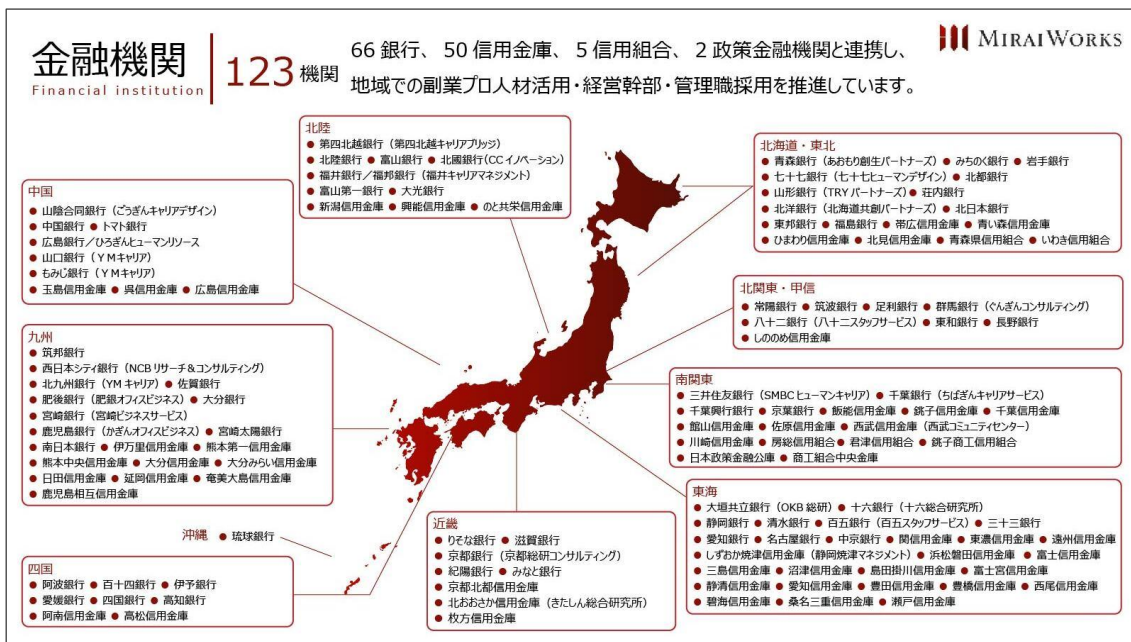 金融機関
Financial institution
123 機関
66 銀行、 50 信用金庫、 5 信用組合、 2 政策金融機関と連携し、
地域での副業プロ人材活用・経営幹部・管理職採用を推進しています。
MIRAIWORKS
北陸
● 第四北越銀行（第四北越キャリアブリッジ）
● 北陸銀行 ● 富山銀行 ● 北國銀行(CCイノベーション)
● 福井銀行／福邦銀行（福井キャリアマネジメント）
● 富山第一銀行 ● 大光銀行
● 新潟信用金庫 ● 興能信用金庫 ● のと共栄信用金庫
北海道・東北
● 青森銀行（あおもり創生パートナーズ）● みちのく銀行 ● 岩手銀行
● 七十七銀行（七十七ヒューマンデザイン）● 北都銀行
● 山形銀行（TRYパートナーズ）● 荘内銀行
● 北洋銀行（北海道共創パートナーズ）● 北日本銀行
● 東邦銀行 ● 福島銀行 ● 帯広信用金庫 ● 青い森信用金庫
● ひまわり信用金庫 ● 北見信用金庫 ● 青森県信用組合 ● いわき信用組合
中国
● 山陰合同銀行（ごうぎんキャリアデザイン）
● 中国銀行 ● トマト銀行
● 広島銀行／ひろぎんヒューマンリソース
● 山口銀行（ＹＭキャリア）
● もみじ銀行（ＹＭキャリア）
● 玉島信用金庫 ● 呉信用金庫 ● 広島信用金庫
北関東・甲信
● 常陽銀行 ● 筑波銀行 ● 足利銀行 ● 群馬銀行（ぐんぎんコンサルティング）
● 八十二銀行（八十二スタッフサービス）● 東和銀行 ● 長野銀行
● しののめ信用金庫
九州
● 筑邦銀行
● 西日本シティ銀行（NCBリサーチ＆コンサルティング）
● 北九州銀行（YMキャリア）● 佐賀銀行
● 肥後銀行（肥銀オフィスビジネス）● 大分銀行
● 宮崎銀行（宮崎ビジネスサービス）
● 鹿児島銀行（かぎんオフィスビジネス）● 宮崎太陽銀行
● 南日本銀行 ● 伊万里信用金庫 ● 熊本第一信用金庫
● 熊本中央信用金庫 ● 大分信用金庫 ● 大分みらい信用金庫
● 日田信用金庫 ● 延岡信用金庫 ● 奄美大島信用金庫
● 鹿児島相互信用金庫
南関東
● 三井住友銀行（SMBCヒューマンキャリア）● 千葉銀行（ちばぎんキャリアサービス）
● 千葉興行銀行 ● 京葉銀行 ● 飯能信用金庫 ● 銚子信用金庫 ● 千葉信用金庫
● 館山信用金庫 ● 佐原信用金庫 ● 西武信用金庫（西武コミュニティセンター）
● 川崎信用金庫 ● 房総信用組合 ● 君津信用組合 ● 銚子商工信用組合
● 日本政策金融公庫 ● 商工組合中央金庫
東海
● 大垣共立銀行（OKB総研）● 十六銀行（十六総合研究所）
● 静岡銀行 ● 清水銀行 ● 百五銀行（百五スタッフサービス）● 三十三銀行
● 愛知銀行 ● 名古屋銀行 ● 中京銀行 ● 関信用金庫 ● 東濃信用金庫 ● 遠州信用金庫
● しずおか焼津信用金庫（静岡焼津マネジメント）● 浜松磐田信用金庫 ● 富士信用金庫
● 三島信用金庫 ● 沼津信用金庫 ● 島田掛川信用金庫 ● 富士宮信用金庫
● 静清信用金庫 ● 愛知信用金庫 ● 豊田信用金庫 ● 豊橋信用金庫 ● 西尾信用金庫
● 碧海信用金庫 ● 桑名三重信用金庫 ● 瀬戸信用金庫
近畿
● りそな銀行 ● 滋賀銀行
● 京都銀行（京都総研コンサルティング）
● 紀陽銀行 ● みなと銀行
● 京都北都信用金庫
● 北おおさか信用金庫（きたしん総合研究所）
● 枚方信用金庫
沖縄 ● 琉球銀行
四国
● 阿波銀行 ● 百十四銀行 ● 伊予銀行
● 愛媛銀行 ● 四国銀行 ● 高知銀行
● 阿南信用金庫 ● 高松信用金庫